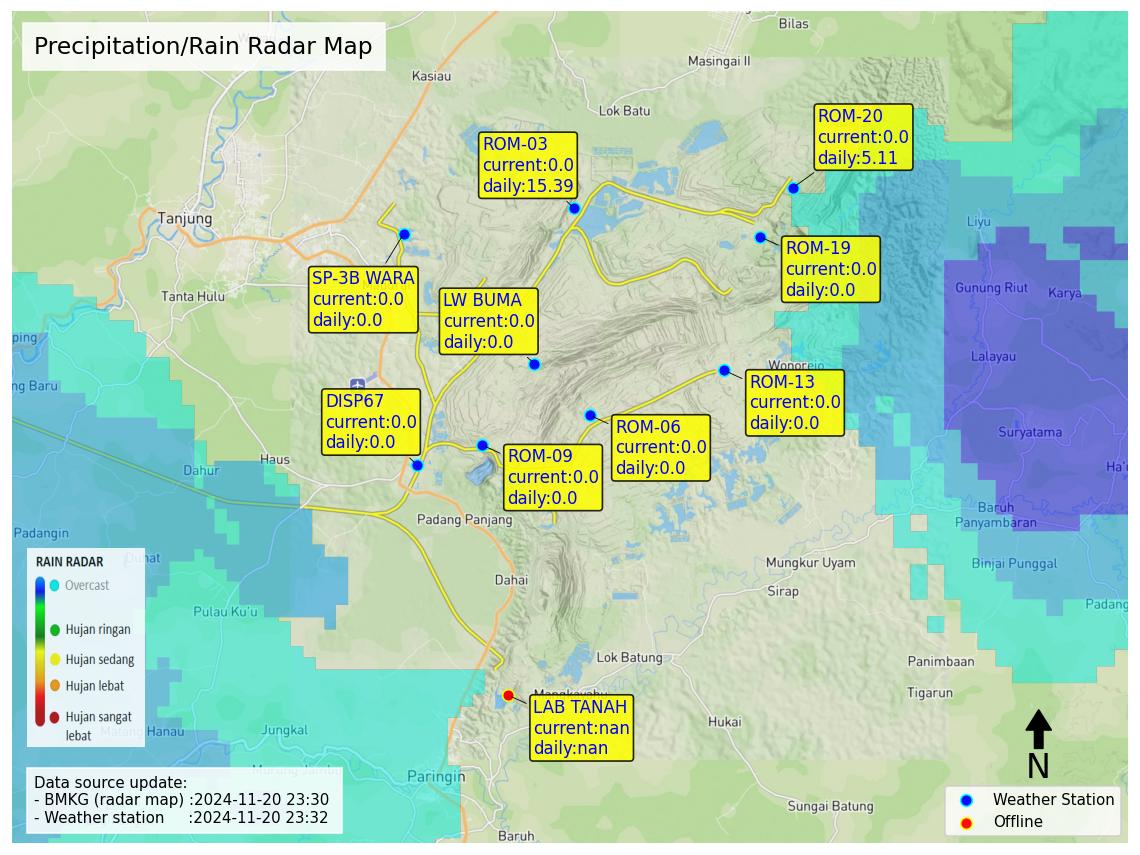 Precipitation/Rain Radar Map
Bilas
Masingai II
Kasiau
Lok Batu
ROM-20
current:0.0
daily:5.11
ROM-03
current:0.0
daily:15.39
Tanjung
Liyu
ROM-19
current:0.0
daily:0.0
SP-3B WARA
current:0.0
daily:0.0
Tanta Hulu
LW BUMA
current:0.0
daily:0.0
Gunung Riut
Karya
ping
Lalayau
Wonorejo
ng Baru
ROM-13
current:0.0
daily:0.0
DISP67
current:0.0
daily:0.0
ROM-06
current:0.0
daily:0.0
Suryatama
ROM-09
current:0.0
daily:0.0
Haus
Dahur
Ha'u
Baruh
Panyambaran
Padang Panjang
Padangin
Binjai Punggal
Mungkur Uyam
Dahai
Sirap
Padang
Pulau Ku'u
RAIN RADAR
Overcast
Hujan ringan
Hujan sedang
Hujan lebat
Hujan sangat
lebat
Lok Batung
Panimbaan
Tigarun
LAB TANAH
current:nan
daily:nan
Hukai
Jungkal
Paringin
N
Data source update:
- BMKG (radar map) :2024-11-20 23:30
- Weather station :2024-11-20 23:32
Sungai Batung
Baruh
Weather Station
Offline